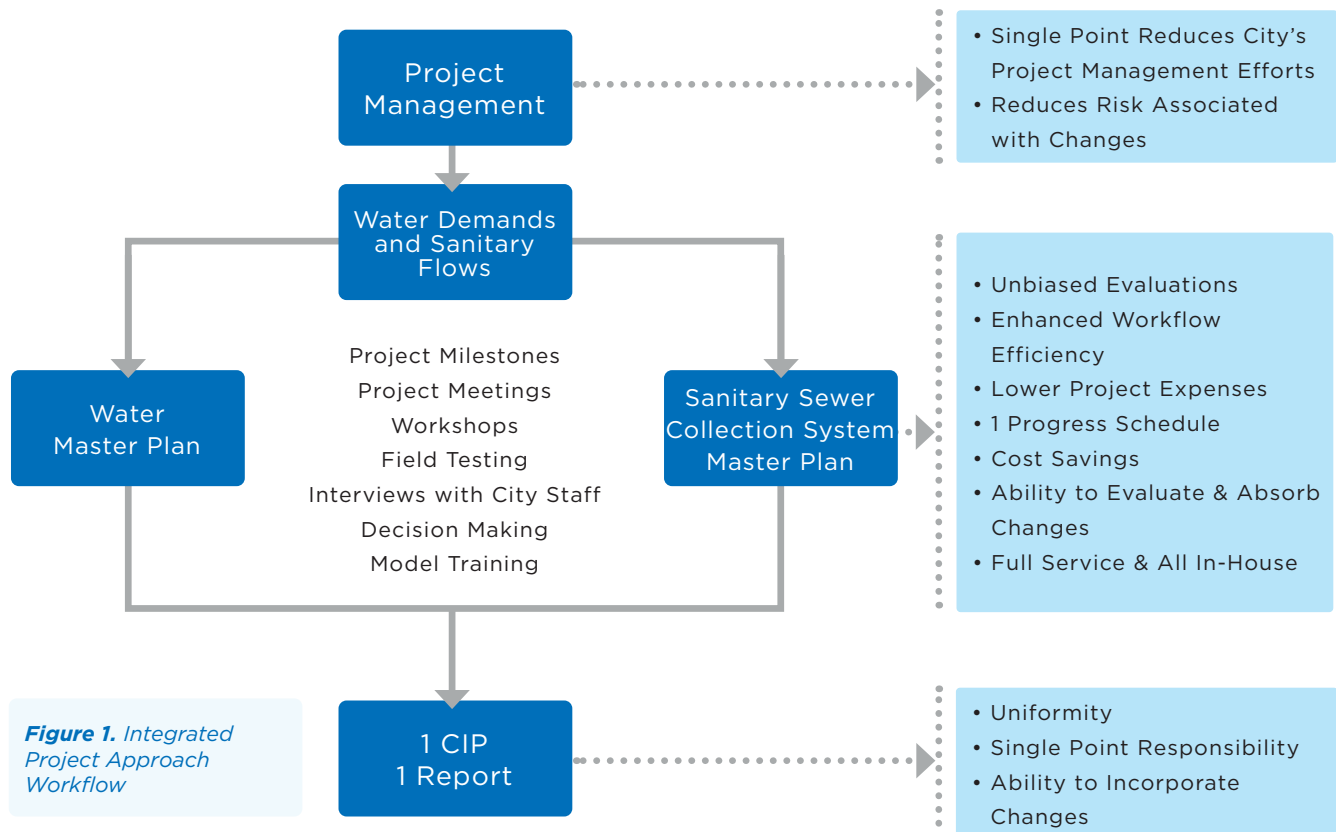 Project
Management
• Single Point Reduces City’s
Project Management Efforts
• Reduces Risk Associated
with Changes
Water Demands
and Sanitary
Flows
Water
Master Plan
Project Milestones
Project Meetings
Workshops
Field Testing
Interviews with City Staff
Decision Making
Model Training
Sanitary Sewer
Collection System
Master Plan
• Unbiased Evaluations
• Enhanced Workflow
Efficiency
• Lower Project Expenses
• 1 Progress Schedule
• Cost Savings
• Ability to Evaluate & Absorb
Changes
• Full Service & All In-House
1 CIP
1 Report
• Uniformity
• Single Point Responsibility
• Ability to Incorporate
Changes
Figure 1. Integrated
Project Approach
Workflow